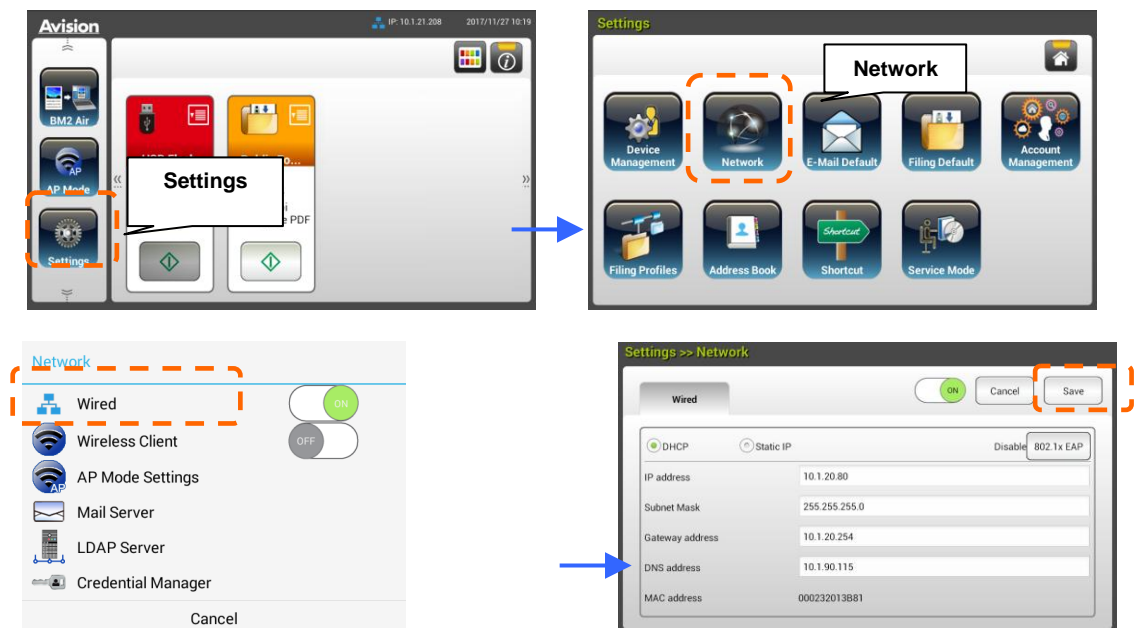 Avision
IP: 10.1.21.208
2017/11/27 10:19
BM2 Air
AP
AP Mode
Settings
Settings
e PDF
Settings
Network
Device Management
Network
E-Mail Default
Filing Default
Account Management
Filing Profiles
Address Book
Shortcut
Shortcut
Service Mode
Network
Wired
ON
Wireless Client
OFF
AP
AP Mode Settings
Mail Server
LDAP Server
Credential Manager
Cancel
Settings >> Network
Wired
ON
Cancel
Save
DHCP
Static IP
Disable
802.1x EAP
IP address
10.1.20.80
Subnet Mask
255.255.255.0
Gateway address
10.1.20.254
DNS address
10.1.90.115
MAC address
000232013B81